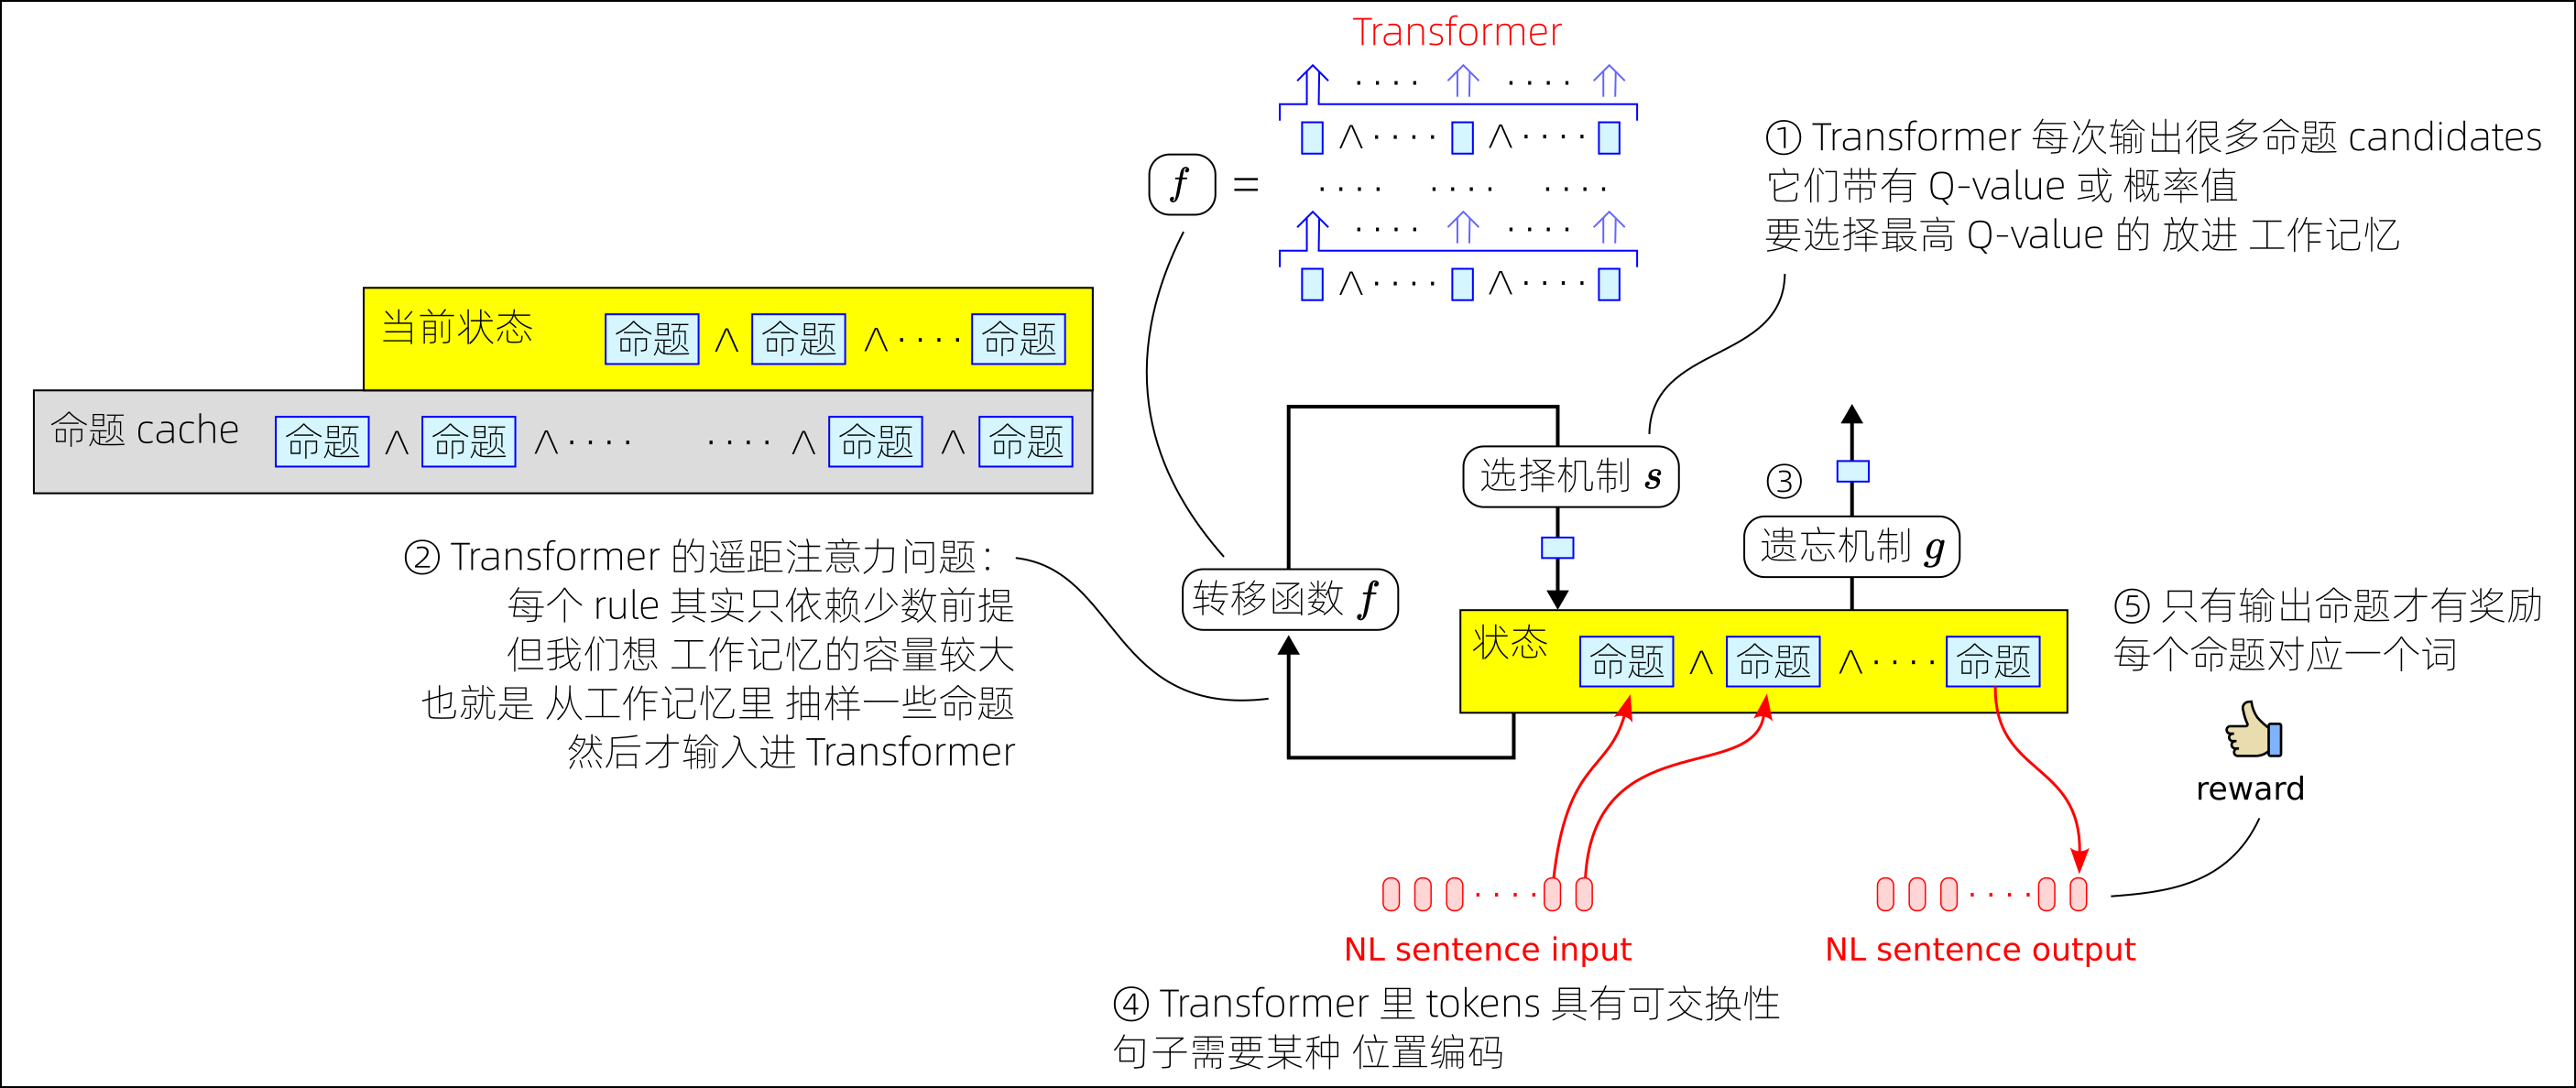 Transformer
· · · ·  · · · ·
∧ · · · · ∧ · · · ·
f =
· · · ·  · · · ·  · · · ·
· · · ·  · · · ·
∧ · · · · ∧ · · · ·
① Transformer 每次输出很多命题 candidates
它们带有 Q-value 或 概率值
要选择最高 Q-value 的 放进 工作记忆
当前状态 命题 ∧ 命题 ∧ · · · · 命题
命题 cache 命题 ∧ 命题 ∧ · · · ·  · · · · ∧ 命题 ∧ 命题
② Transformer 的遥距注意力问题：
每个 rule 其实只依赖少数前提
但我们想 工作记忆的容量较大
也就是 从工作记忆里 抽样一些命题
然后才输入进 Transformer
选择机制 s
③
遗忘机制 g
转移函数 f
状态 命题 ∧ 命题 ∧ · · · · 命题
⑤ 只有输出命题才有奖励
每个命题对应一个词
reward
· · · ·
NL sentence input
· · · ·
NL sentence output
④ Transformer 里 tokens 具有可交换性
句子需要某种 位置编码